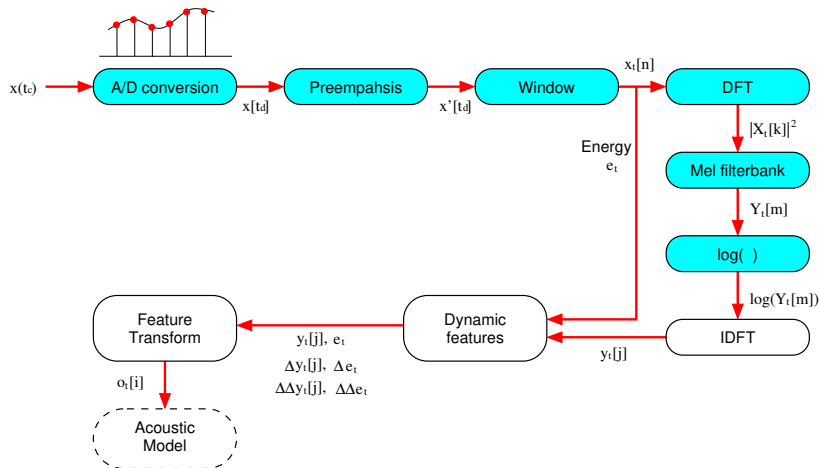 x(tc)
A/D conversion
x[td]
Preempahsis
x'[td]
Window
xt[n]
DFT
|Xt[k]|²
Energy
et
Mel filterbank
Yt[m]
log( )
log(Yt[m])
IDFT
yt[j]
Dynamic
features
yt[j], et
Δyt[j], Δet
ΔΔyt[j], ΔΔet
Feature
Transform
ot[i]
Acoustic
Model